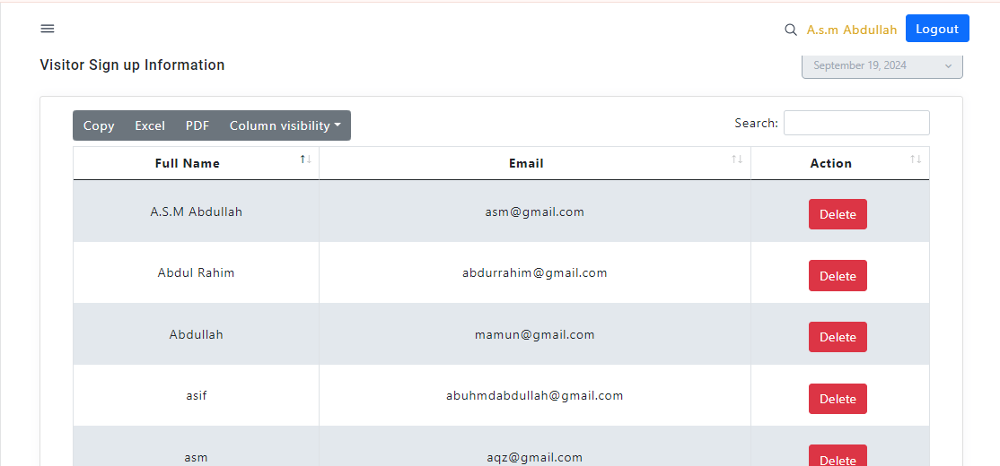 A.s.m Abdullah Logout
Visitor Sign up Information
September 19, 2024
Copy Excel PDF Column visibility
Search:
Full Name Email Action
A.S.M Abdullah asm@gmail.com Delete
Abdul Rahim abdurrahim@gmail.com Delete
Abdullah mamun@gmail.com Delete
asif abuhmdabdullah@gmail.com Delete
asm aqz@gmail.com Delete